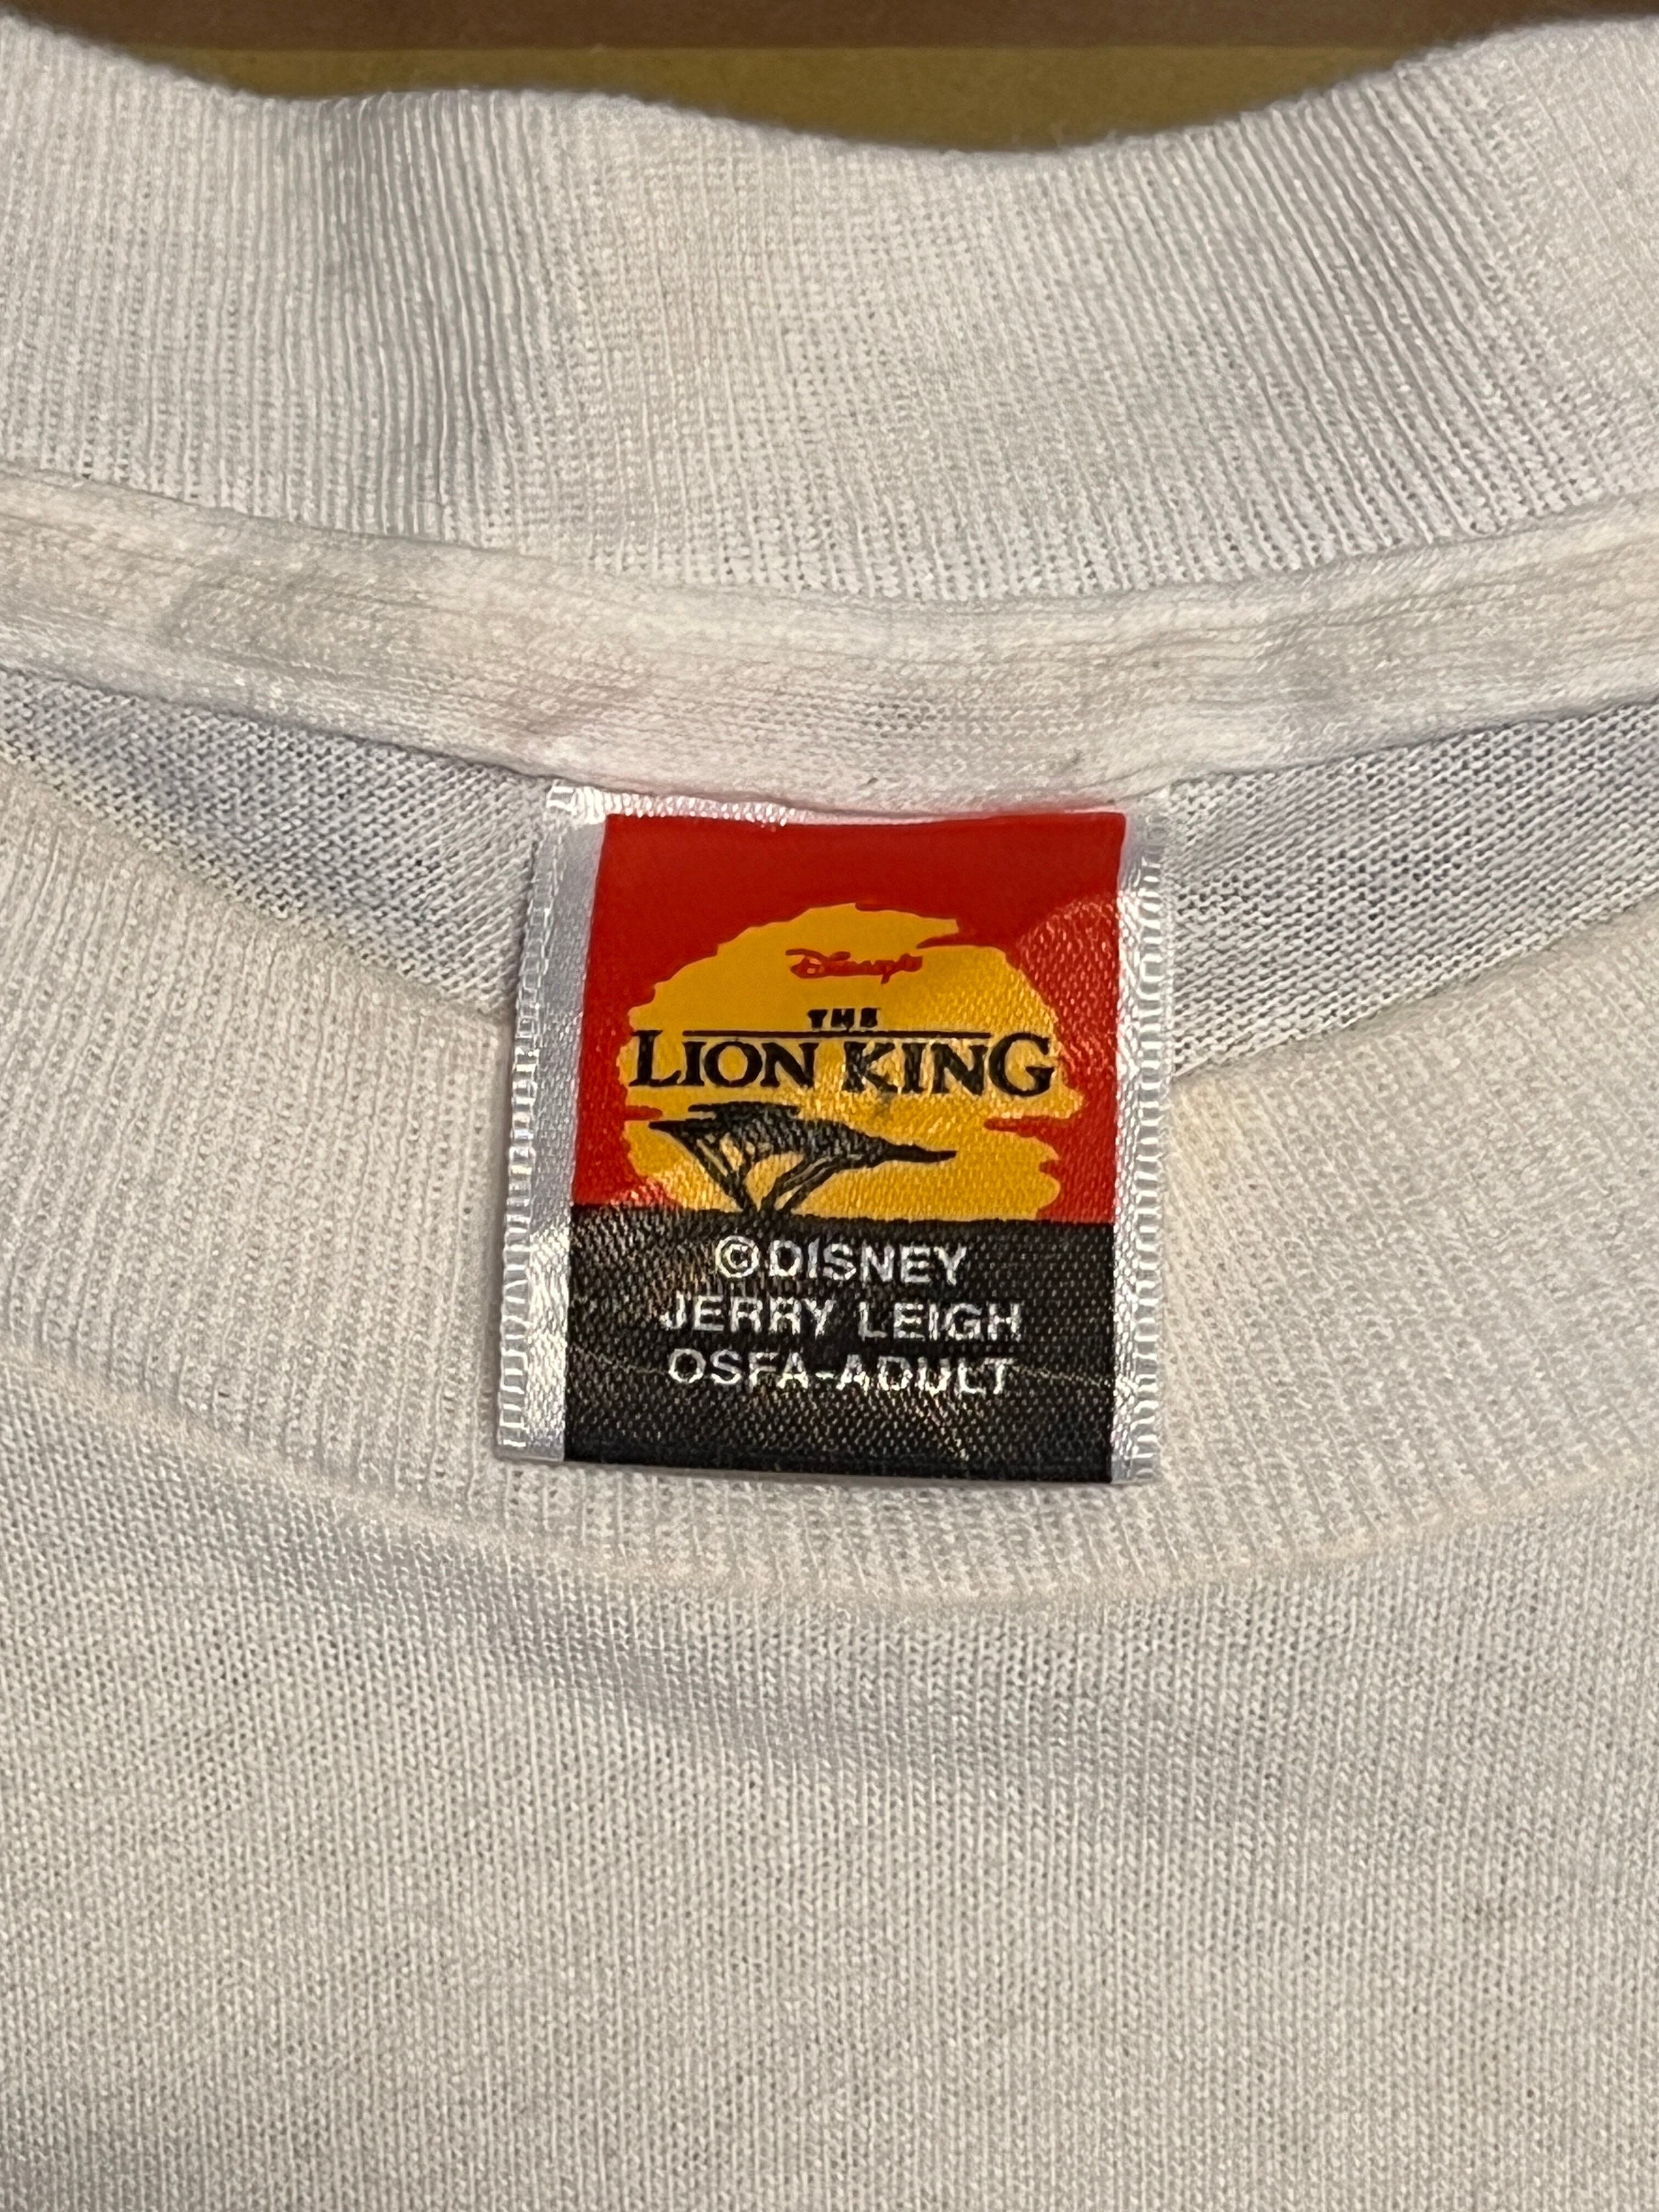 Disney's
THE
LION KING
©DISNEY
JERRY LEIGH
OSFA-ADULT